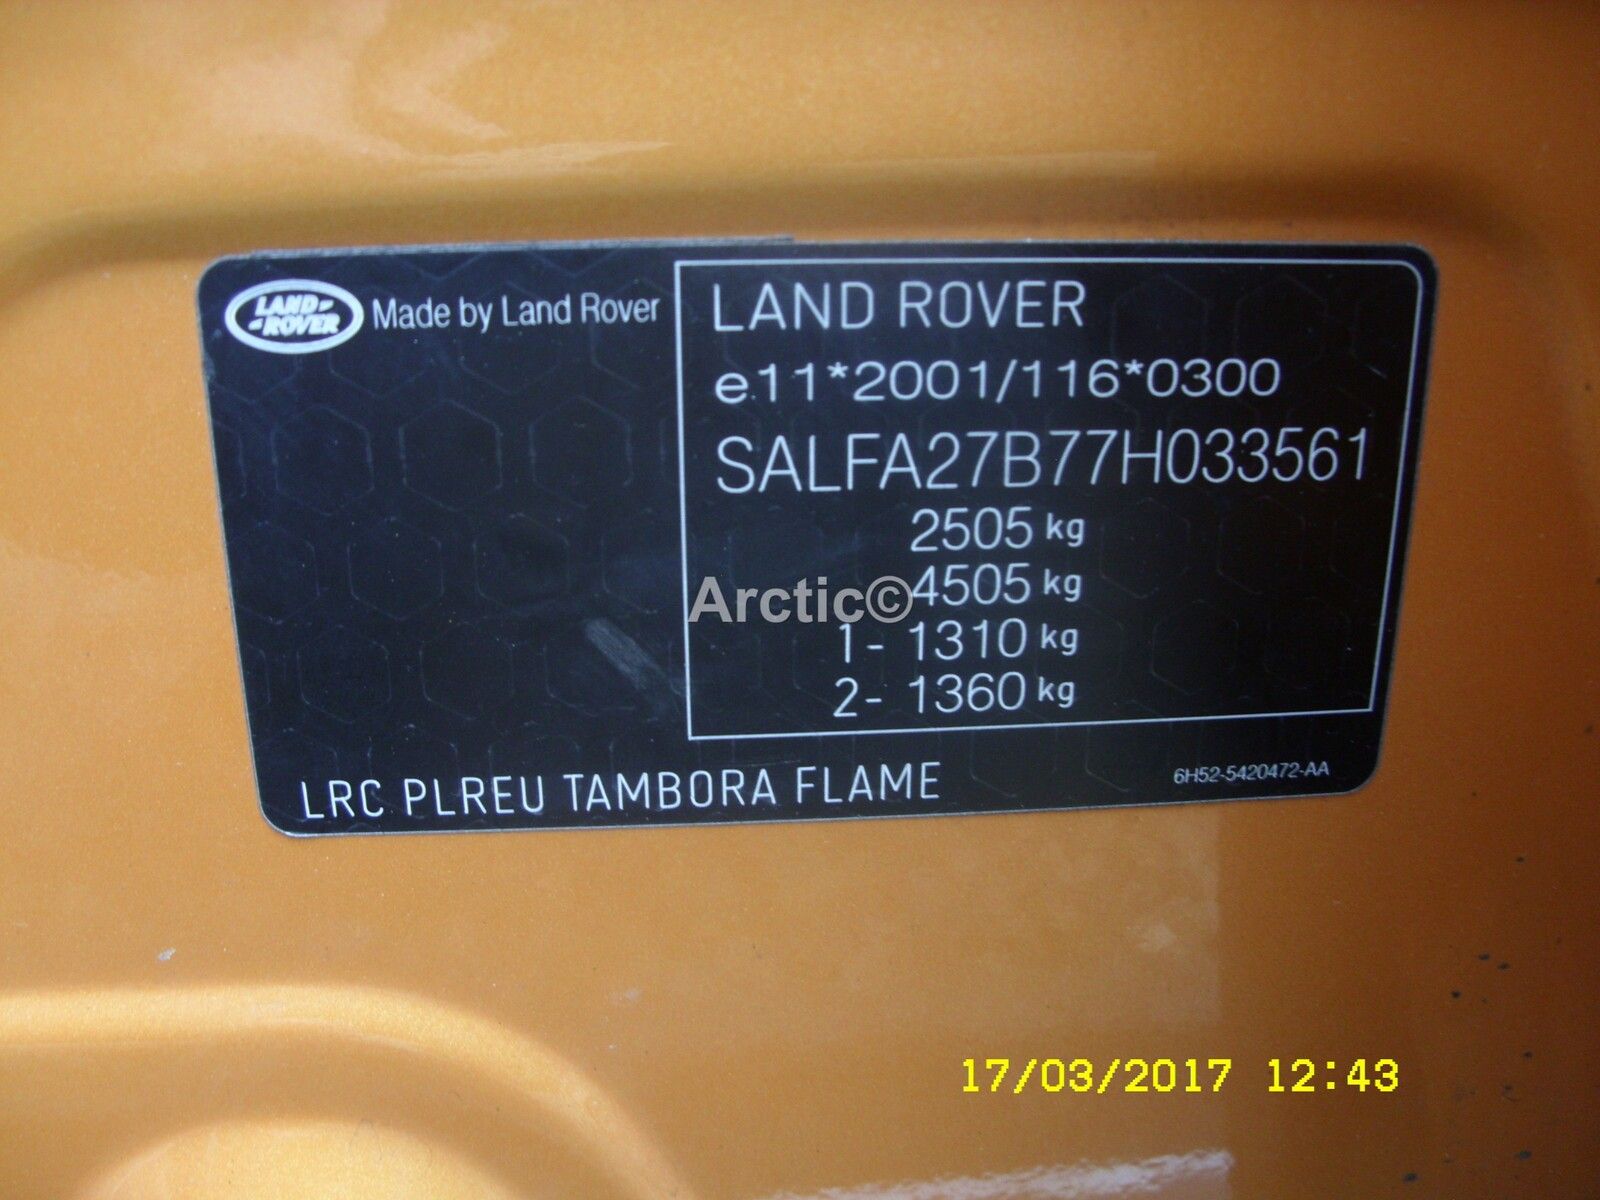 LAND ROVER
Made by Land Rover
LAND ROVER
e11*2001/116*0300
SALFA27B77H033561
2505 kg
4505 kg
1- 1310 kg
2- 1360 kg
Arctic©
LRC PLREU TAMBORA FLAME
6H52-5420472-AA
17/03/2017 12:43